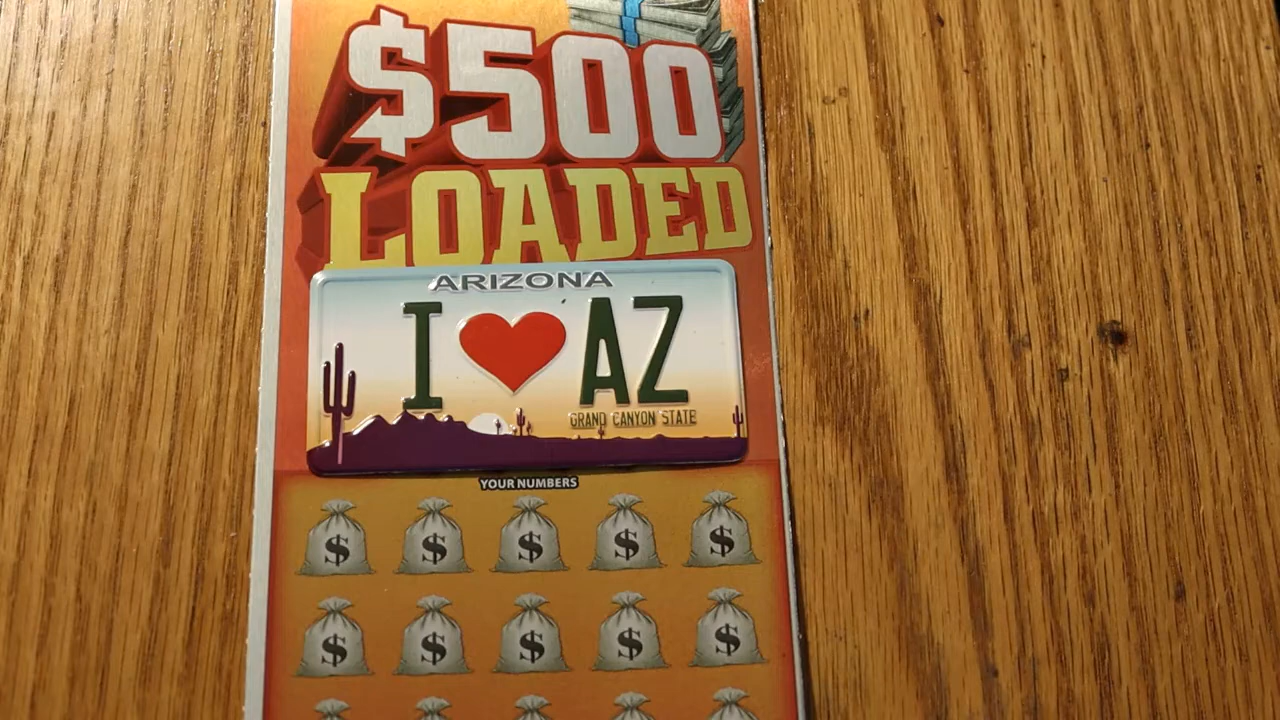 $500
LOADED
ARIZONA
I ❤ AZ
GRAND CANYON STATE
YOUR NUMBERS
$ $ $ $ $
$ $ $ $ $